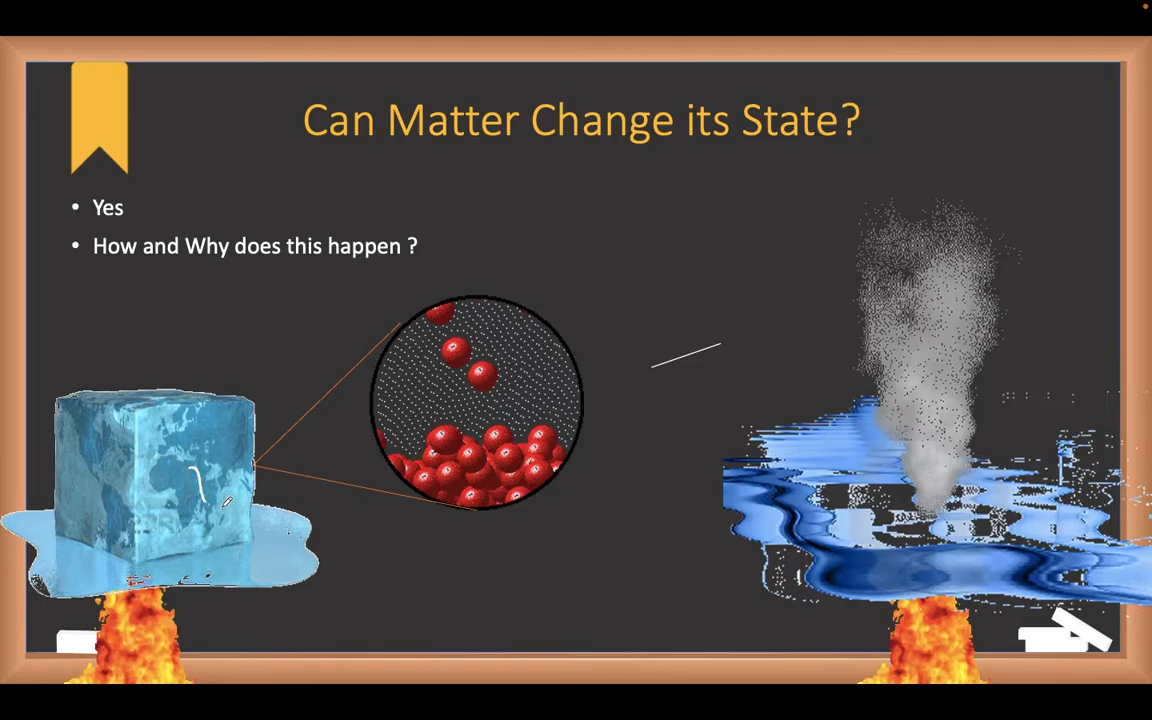 Can Matter Change its State?
• Yes
• How and Why does this happen ?